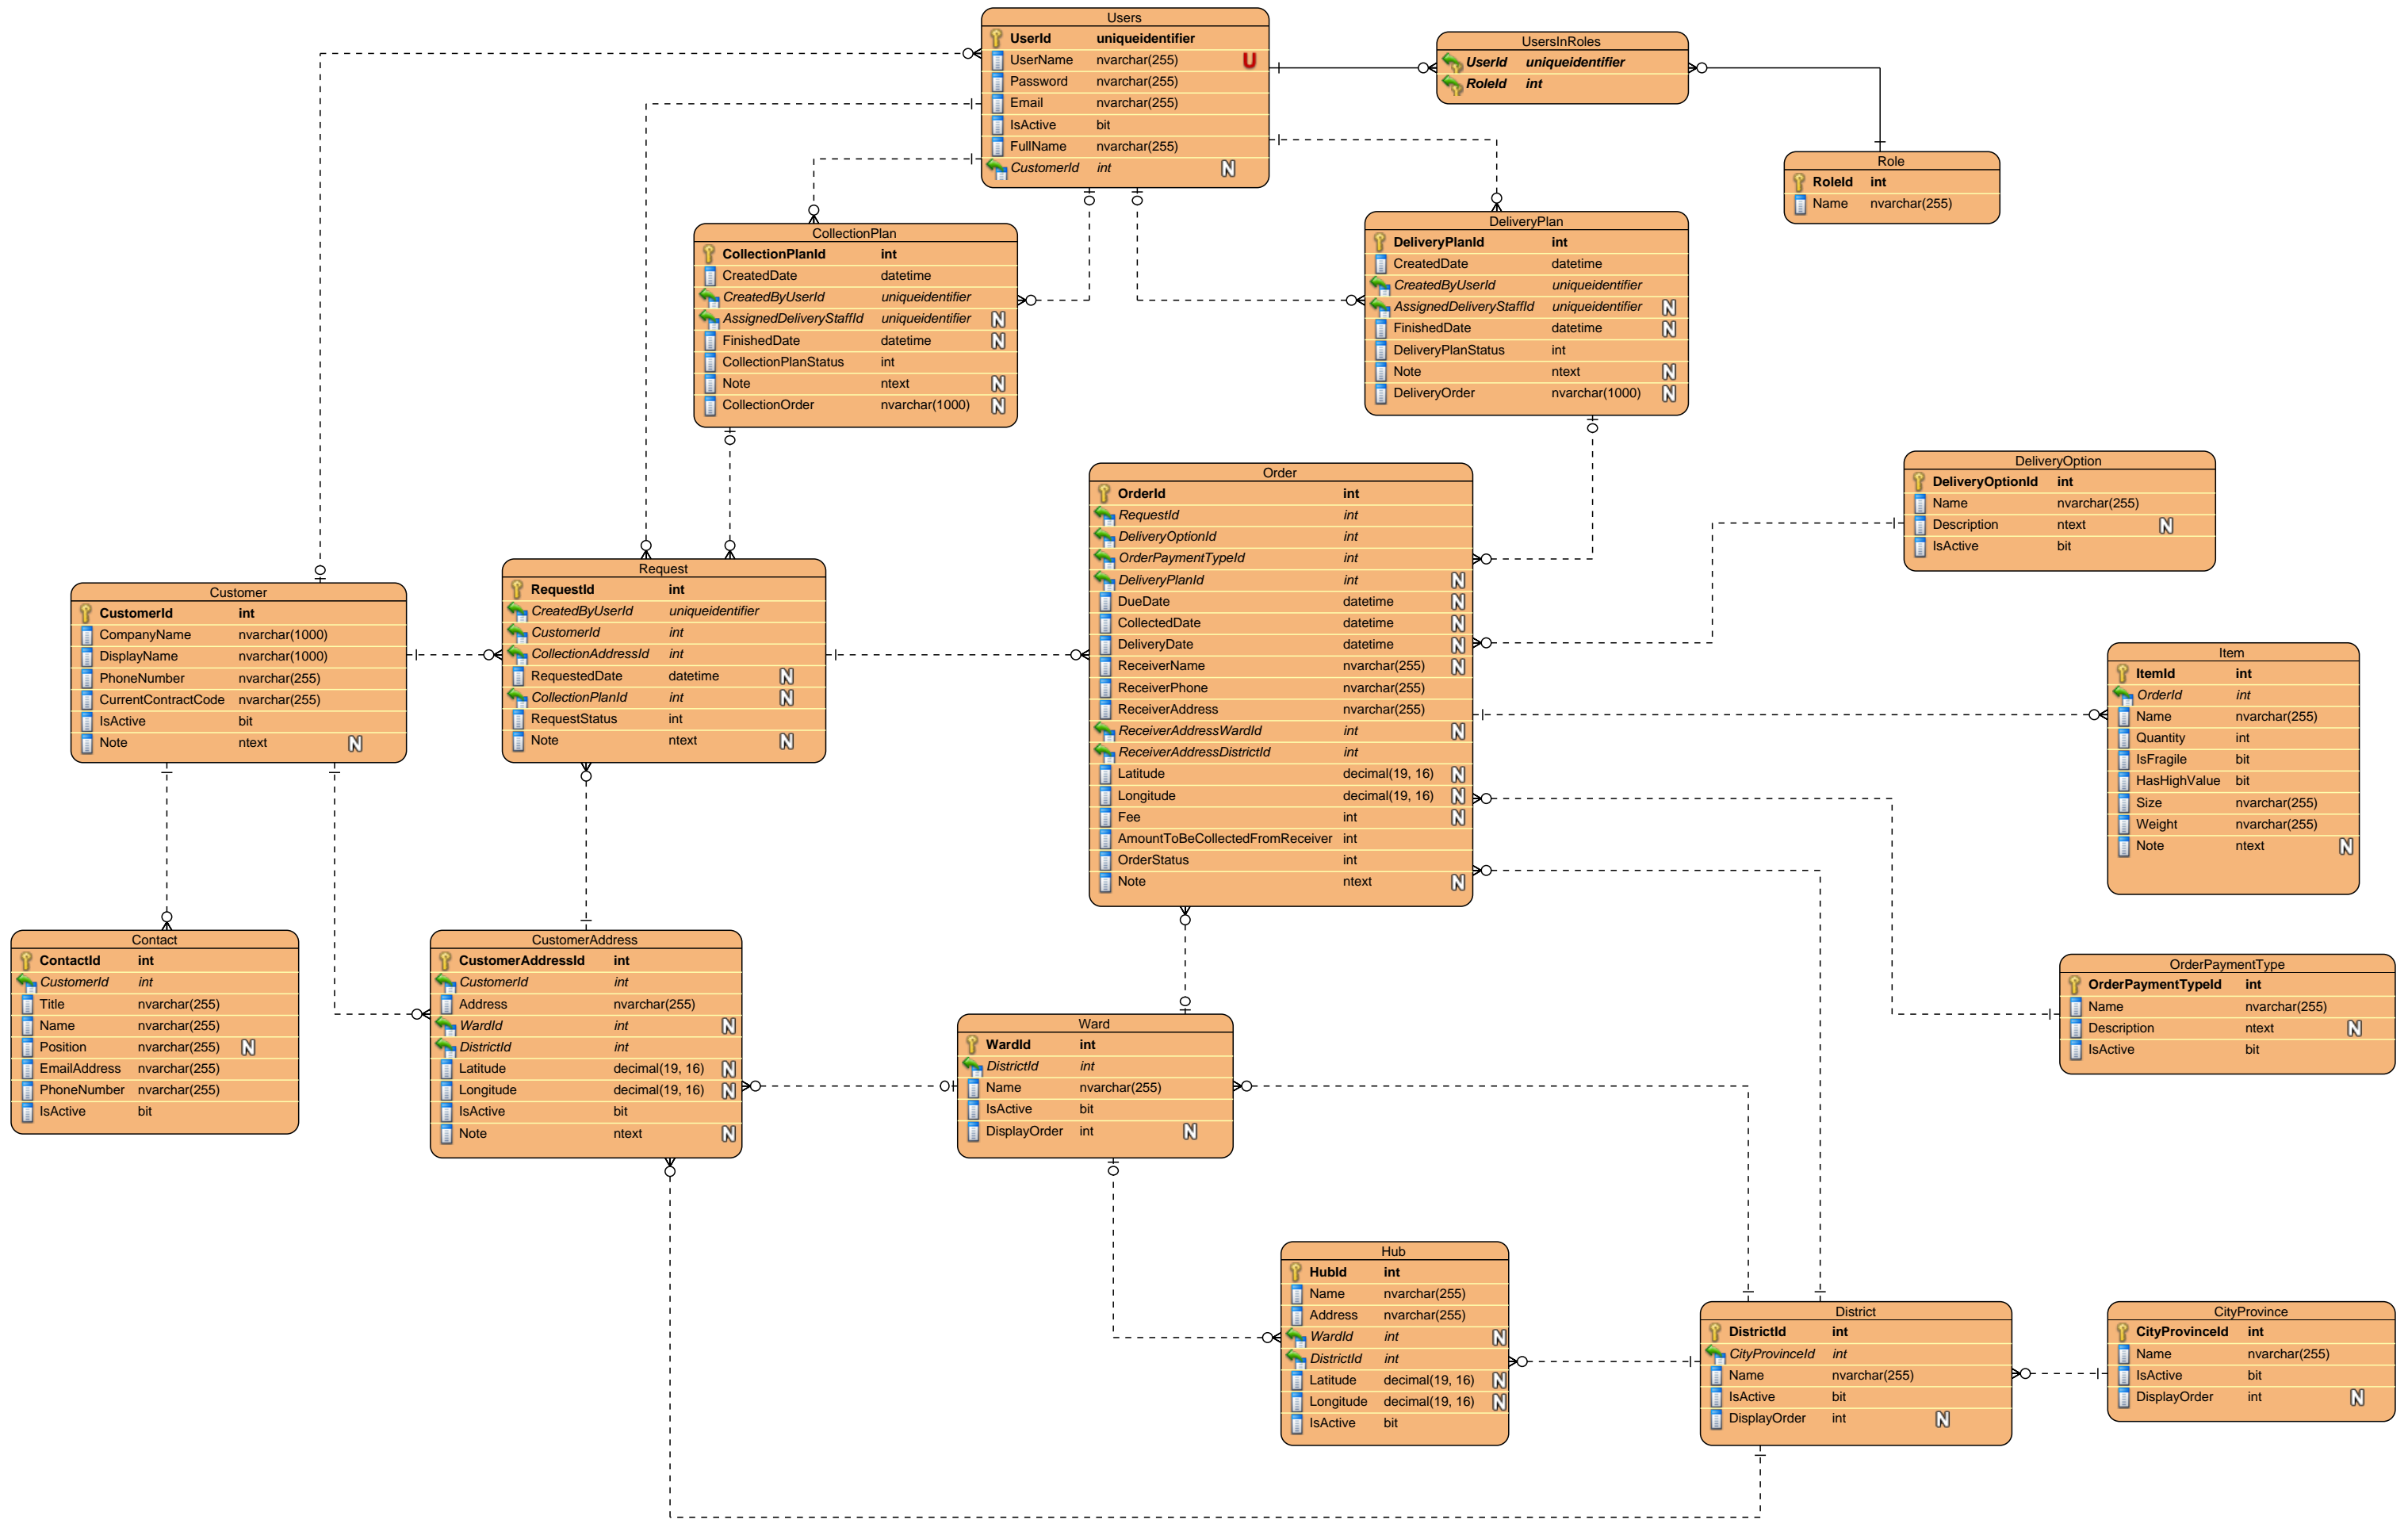 Users
UserId uniqueidentifier
UserName nvarchar(255) U
Password nvarchar(255)
Email nvarchar(255)
IsActive bit
FullName nvarchar(255)
CustomerId int N
UsersInRoles
UserId uniqueidentifier
RoleId int
Role
RoleId int
Name nvarchar(255)
CollectionPlan
CollectionPlanId int
CreatedDate datetime
CreatedByUserId uniqueidentifier
AssignedDeliveryStaffId uniqueidentifier N
FinishedDate datetime N
CollectionPlanStatus int
Note ntext N
CollectionOrder nvarchar(1000) N
DeliveryPlan
DeliveryPlanId int
CreatedDate datetime
CreatedByUserId uniqueidentifier
AssignedDeliveryStaffId uniqueidentifier N
FinishedDate datetime N
DeliveryPlanStatus int
Note ntext N
DeliveryOrder nvarchar(1000) N
Order
OrderId int
RequestId int
DeliveryOptionId int
OrderPaymentTypeId int
DeliveryPlanId int N
DueDate datetime N
CollectedDate datetime N
DeliveryDate datetime N
ReceiverName nvarchar(255) N
ReceiverPhone nvarchar(255)
ReceiverAddress nvarchar(255)
ReceiverAddressWardId int N
ReceiverAddressDistrictId int
Latitude decimal(19, 16) N
Longitude decimal(19, 16) N
Fee int N
AmountToBeCollectedFromReceiver int
OrderStatus int
Note ntext N
DeliveryOption
DeliveryOptionId int
Name nvarchar(255)
Description ntext N
IsActive bit
Request
RequestId int
CreatedByUserId uniqueidentifier
CustomerId int
CollectionAddressId int
RequestedDate datetime N
CollectionPlanId int N
RequestStatus int
Note ntext N
Customer
CustomerId int
CompanyName nvarchar(1000)
DisplayName nvarchar(1000)
PhoneNumber nvarchar(255)
CurrentContractCode nvarchar(255)
IsActive bit
Note ntext N
Item
ItemId int
OrderId int
Name nvarchar(255)
Quantity int
IsFragile bit
HasHighValue bit
Size nvarchar(255)
Weight nvarchar(255)
Note ntext N
Contact
ContactId int
CustomerId int
Title nvarchar(255)
Name nvarchar(255)
Position nvarchar(255) N
EmailAddress nvarchar(255)
PhoneNumber nvarchar(255)
IsActive bit
CustomerAddress
CustomerAddressId int
CustomerId int
Address nvarchar(255)
WardId int N
DistrictId int
Latitude decimal(19, 16) N
Longitude decimal(19, 16) N
IsActive bit
Note ntext N
Ward
WardId int
DistrictId int
Name nvarchar(255)
IsActive bit
DisplayOrder int N
OrderPaymentType
OrderPaymentTypeId int
Name nvarchar(255)
Description ntext N
IsActive bit
Hub
HubId int
Name nvarchar(255)
Address nvarchar(255)
WardId int N
DistrictId int
Latitude decimal(19, 16) N
Longitude decimal(19, 16) N
IsActive bit
District
DistrictId int
CityProvinceId int
Name nvarchar(255)
IsActive bit
DisplayOrder int N
CityProvince
CityProvinceId int
Name nvarchar(255)
IsActive bit
DisplayOrder int N